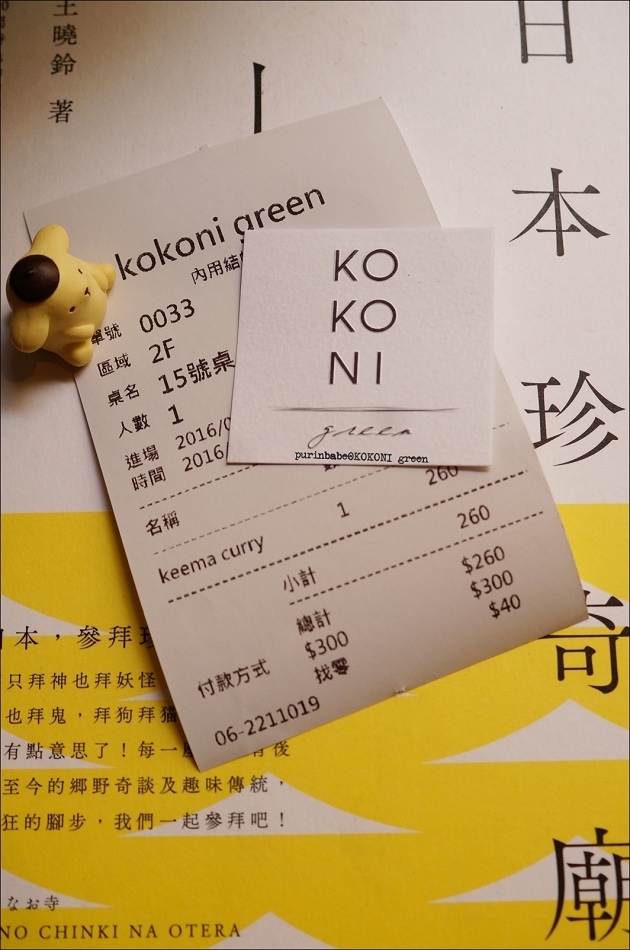 王曉鈴 著
日本珍奇廟
kokoni green
內用結
單號 0033
區域 2F
桌名 15號桌
人數 1
進場 2016/0
時間 2016
名稱
260
keema curry 1 260
小計 $260
總計 $300
$300 $40
付款方式 找零
06-2211019
KO
KO
NI
green
purinbabe@KOKONI green
日本，參拜珍
只拜神也拜妖怪
也拜鬼，拜狗拜貓
有點意思了！每一 有後
至今的鄉野奇談及趣味傳統，
狂的腳步，我們一起參拜吧！
なお寺
NO CHINKI NA OTERA